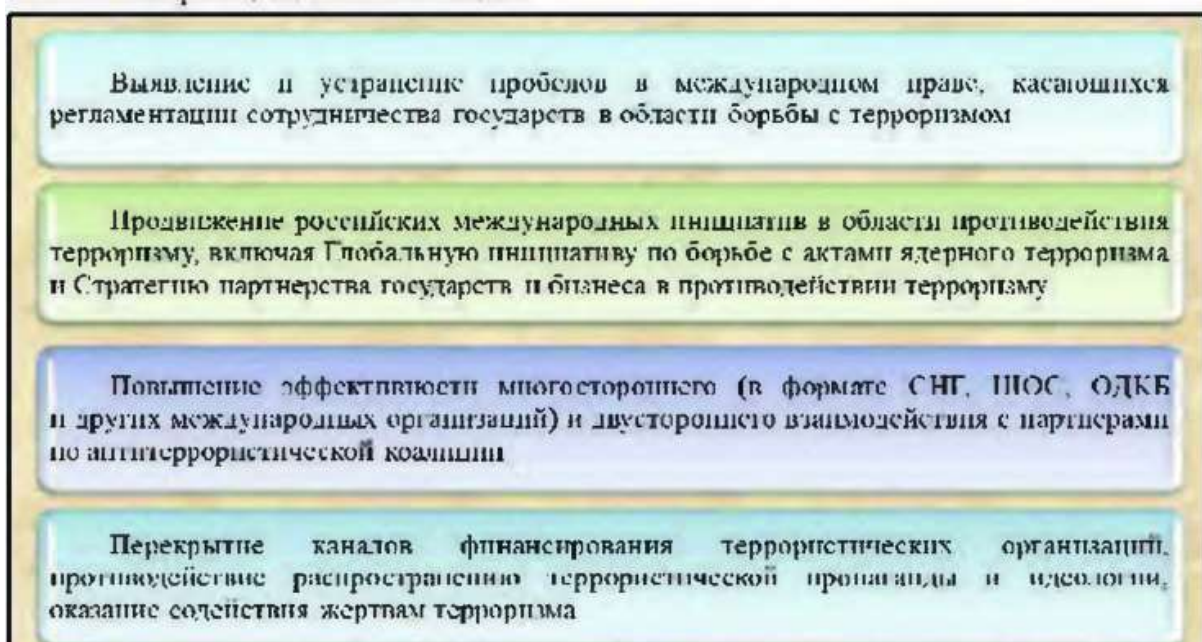 Выявление и устранение пробелов в международном праве, касающихся
регламентации сотрудничества государств в области борьбы с терроризмом
Продвижение российских международных инициатив в области противодействия
терроризму, включая Глобальную инициативу по борьбе с актами ядерного терроризма
и Стратегию партнерства государств и бизнеса в противодействии терроризму
Повышение эффективности многостороннего (в формате СНГ, ШОС, ОДКБ
и других международных организаций) и двустороннего взаимодействия с партнерами
по антитеррористической коалиции
Перекрытие каналов финансирования террористических организаций,
противодействие распространению террористической пропаганды и идеологии,
оказание содействия жертвам терроризма